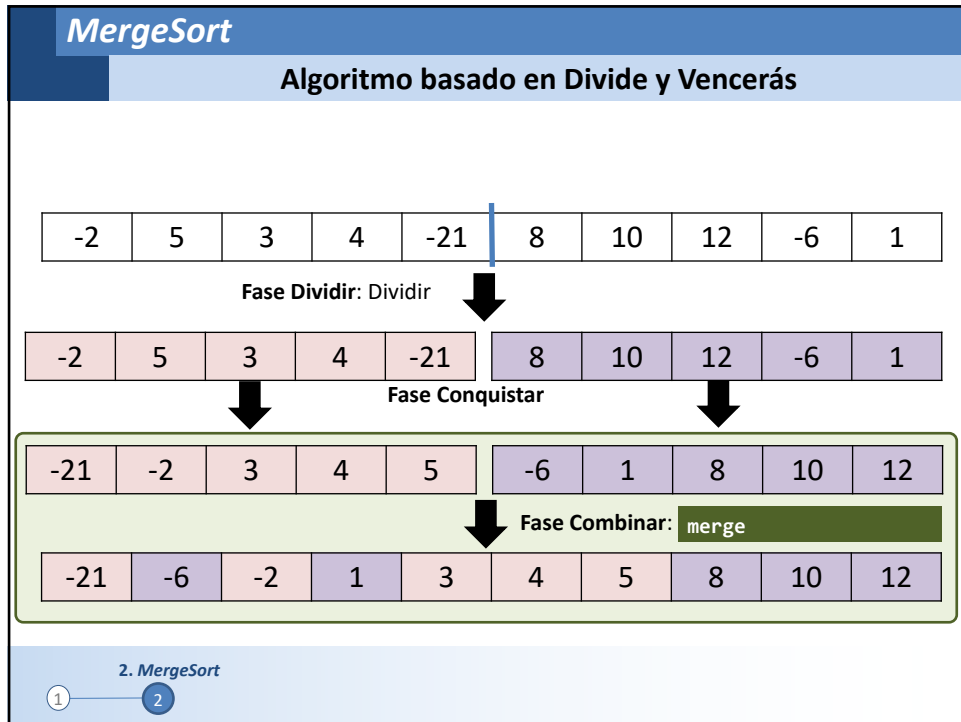 MergeSort
Algoritmo basado en Divide y Vencerás
-2 5 3 4 -21 8 10 12 -6 1
Fase Dividir: Dividir
-2 5 3 4 -21 8 10 12 -6 1
Fase Conquistar
-21 -2 3 4 5 -6 1 8 10 12
Fase Combinar: merge
-21 -6 -2 1 3 4 5 8 10 12
2. MergeSort
1 2